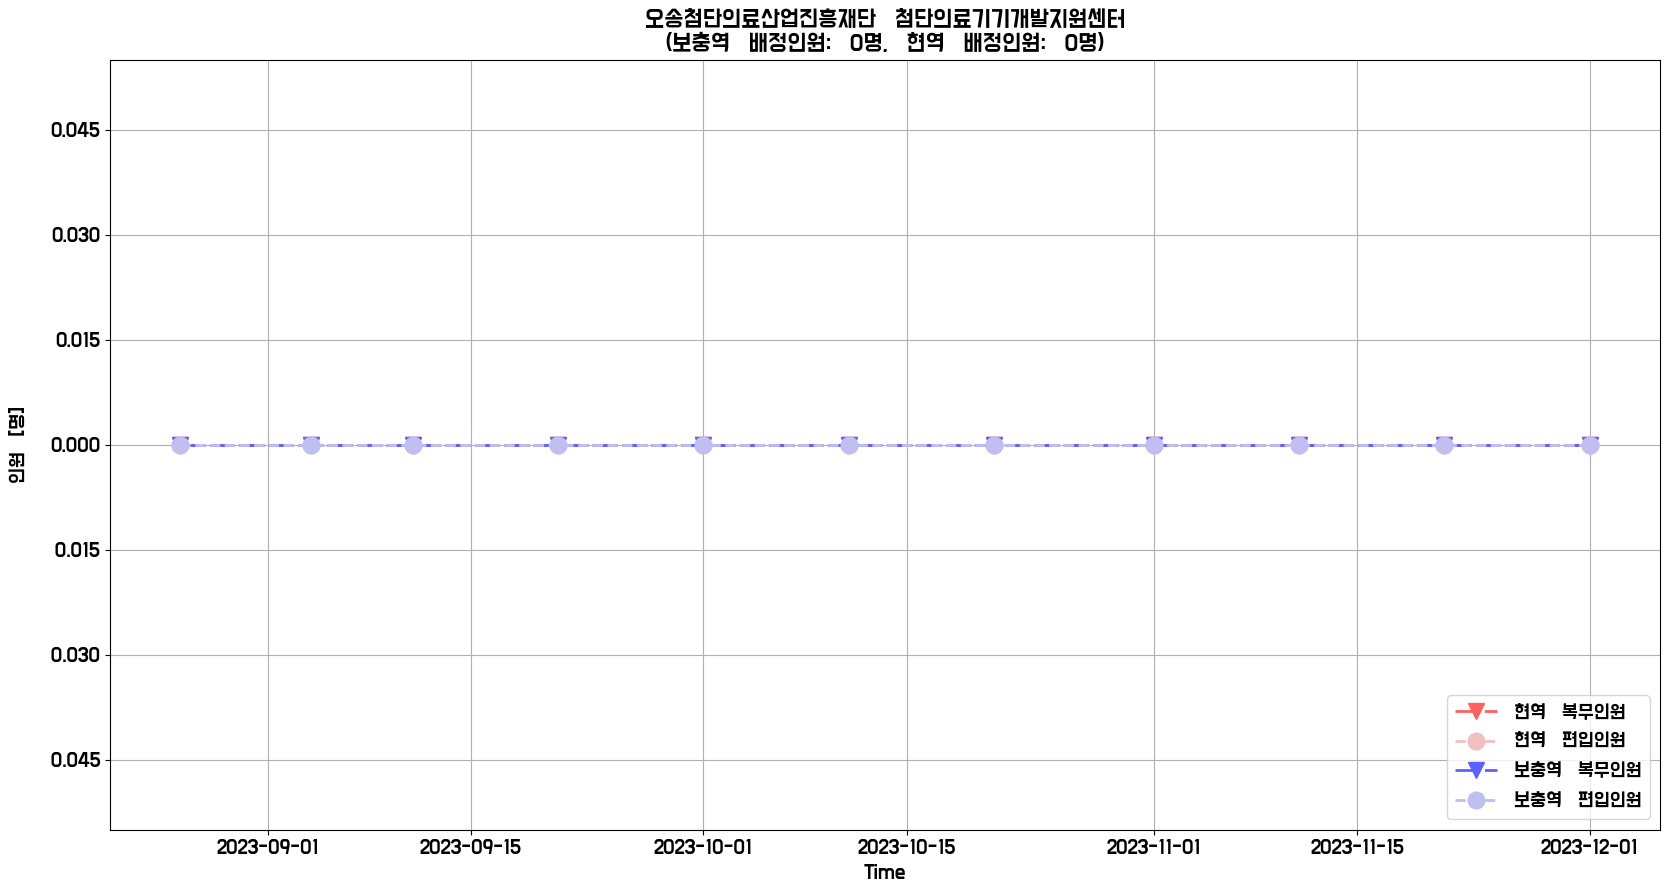 오송첨단의료산업진흥재단 첨단의료기기개발지원센터
(보충역 배정인원: 0명, 현역 배정인원: 0명)
인원 [명]
0.045
0.030
0.015
0.000
0.015
0.030
0.045
현역 복무인원
현역 편입인원
보충역 복무인원
보충역 편입인원
2023-09-01 2023-09-15 2023-10-01 2023-10-15 2023-11-01 2023-11-15 2023-12-01
Time